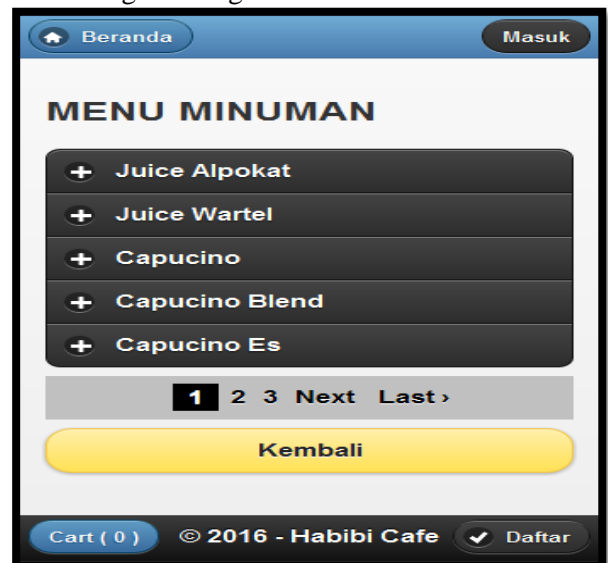 Beranda Masuk
MENU MINUMAN
Juice Alpokat
Juice Wartel
Capucino
Capucino Blend
Capucino Es
1 2 3 Next Last ›
Kembali
Cart ( 0 ) © 2016 - Habibi Cafe Daftar